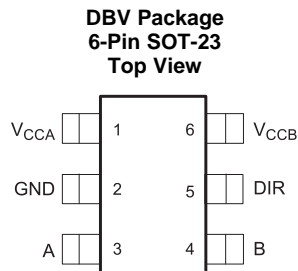 DBV Package
6-Pin SOT-23
Top View
VCCA 1 6 VCCB
GND 2 5 DIR
A 3 4 B